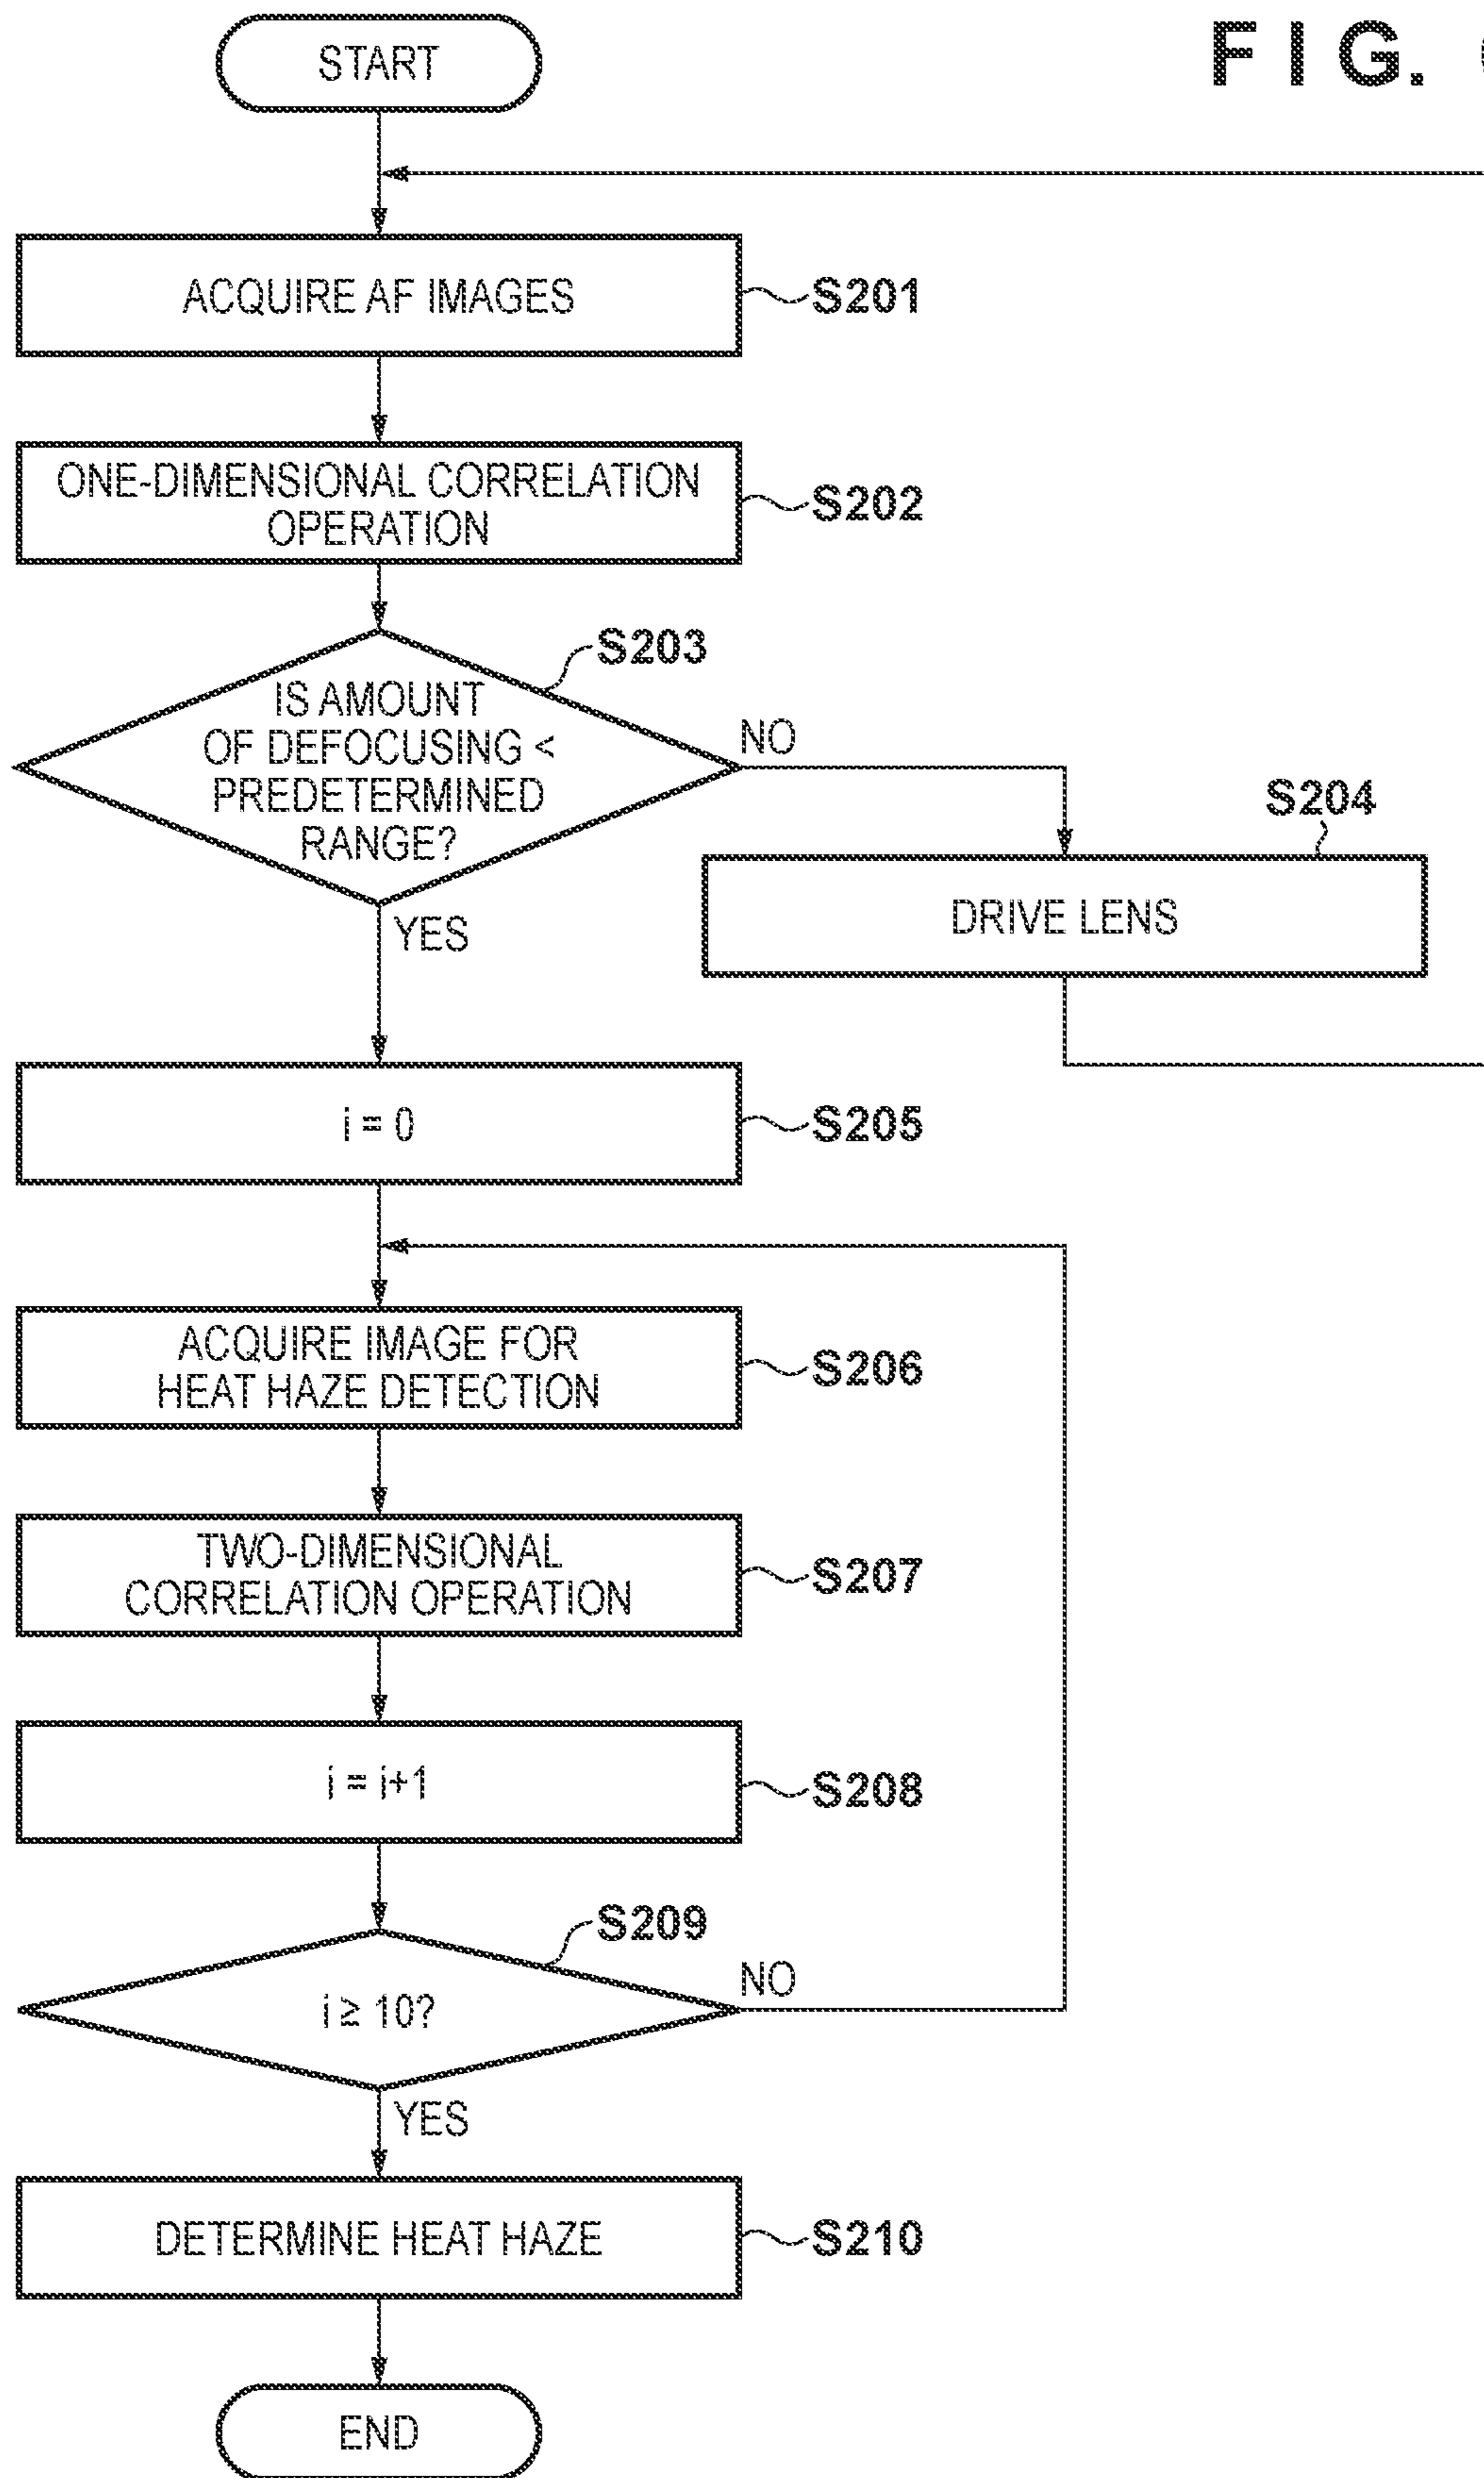 START
FIG.
ACQUIRE AF IMAGES
S201
ONE-DIMENSIONAL CORRELATION
OPERATION
S202
S203
IS AMOUNT
OF DEFOCUSING <
PREDETERMINED
RANGE?
NO
S204
DRIVE LENS
YES
i = 0
S205
ACQUIRE IMAGE FOR
HEAT HAZE DETECTION
S206
TWO-DIMENSIONAL
CORRELATION OPERATION
S207
i = i+1
S208
S209
i ≥ 10?
NO
YES
DETERMINE HEAT HAZE
S210
END